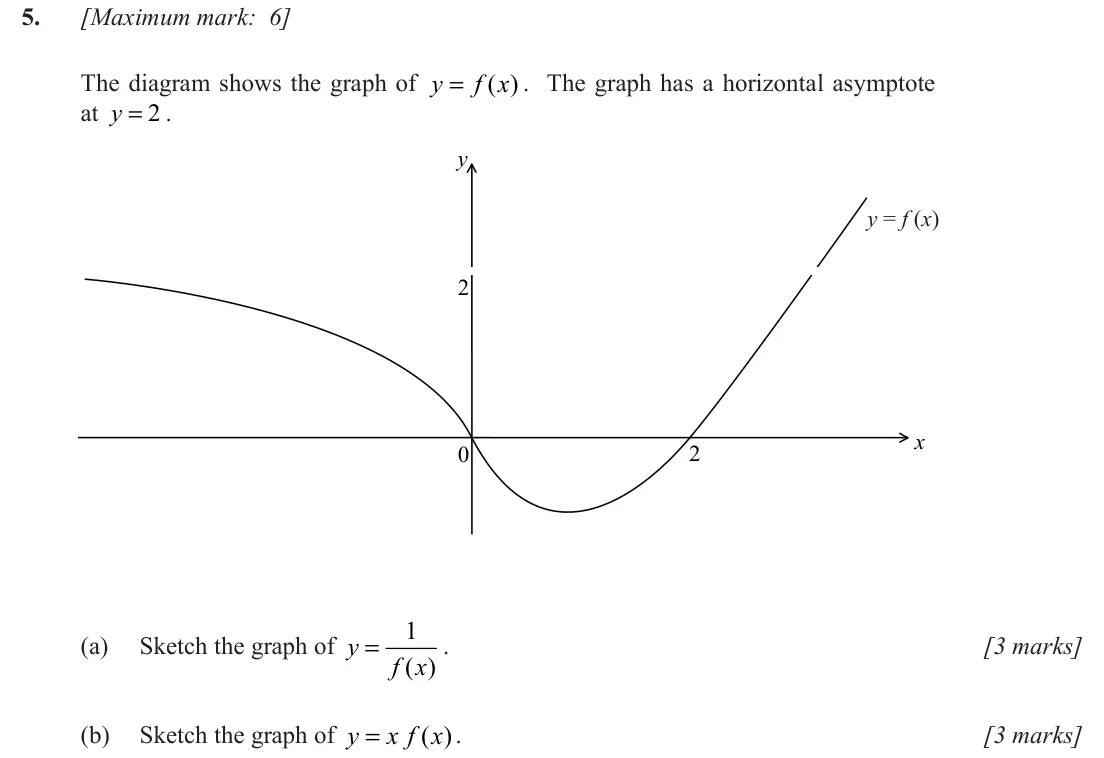 5. [Maximum mark: 6]
The diagram shows the graph of y = f(x). The graph has a horizontal asymptote
at y = 2.
y
y = f(x)
2
x
0
2
(a) Sketch the graph of y = 1/f(x). [3 marks]
(b) Sketch the graph of y = x f(x). [3 marks]